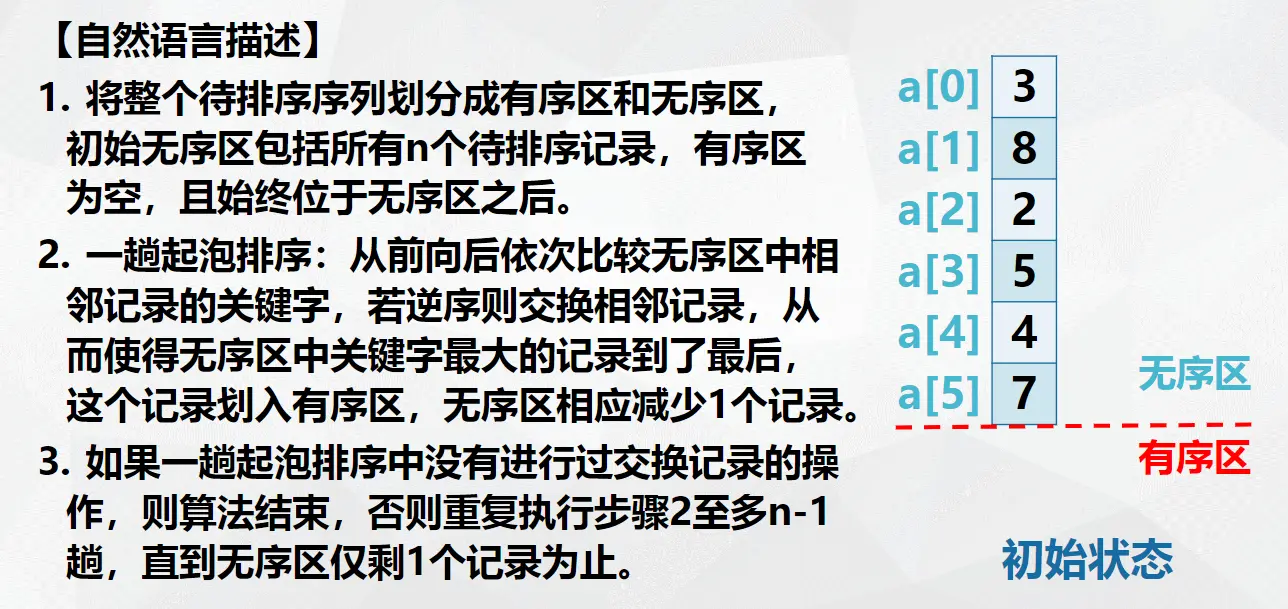 【自然语言描述】
1. 将整个待排序序列划分成有序区和无序区，
初始无序区包括所有n个待排序记录，有序区
为空，且始终位于无序区之后。
2. 一趟起泡排序：从前向后依次比较无序区中相
邻记录的关键字，若逆序则交换相邻记录，从
而使得无序区中关键字最大的记录到了最后，
这个记录划入有序区，无序区相应减少1个记录。
3. 如果一趟起泡排序中没有进行过交换记录的操
作，则算法结束，否则重复执行步骤2至多n-1
趟，直到无序区仅剩1个记录为止。
a[0] 3
a[1] 8
a[2] 2
a[3] 5
a[4] 4
a[5] 7
无序区
有序区
初始状态